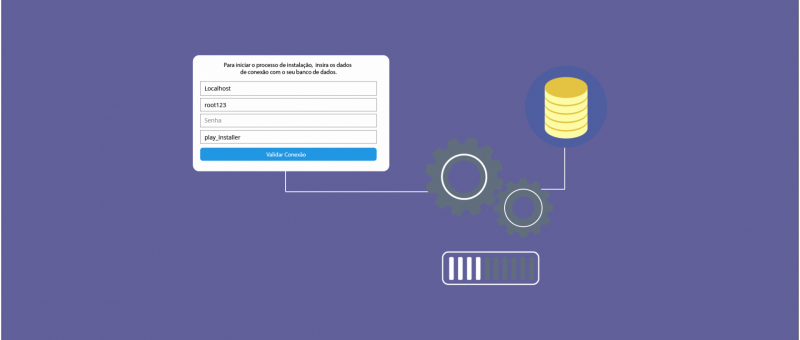 Para iniciar o processo de instalação, insira os dados
de conexão com o seu banco de dados.
Localhost
root123
Senha
play_Installer
Validar Conexão